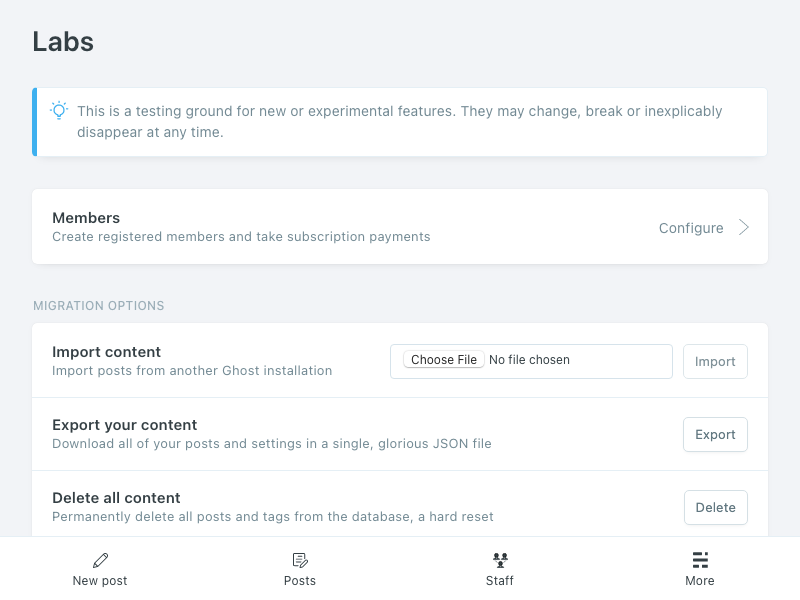 Labs
This is a testing ground for new or experimental features. They may change, break or inexplicably
disappear at any time.
Members
Create registered members and take subscription payments
Configure
MIGRATION OPTIONS
Import content
Import posts from another Ghost installation
Choose File No file chosen
Import
Export your content
Download all of your posts and settings in a single, glorious JSON file
Export
Delete all content
Permanently delete all posts and tags from the database, a hard reset
Delete
New post
Posts
Staff
More